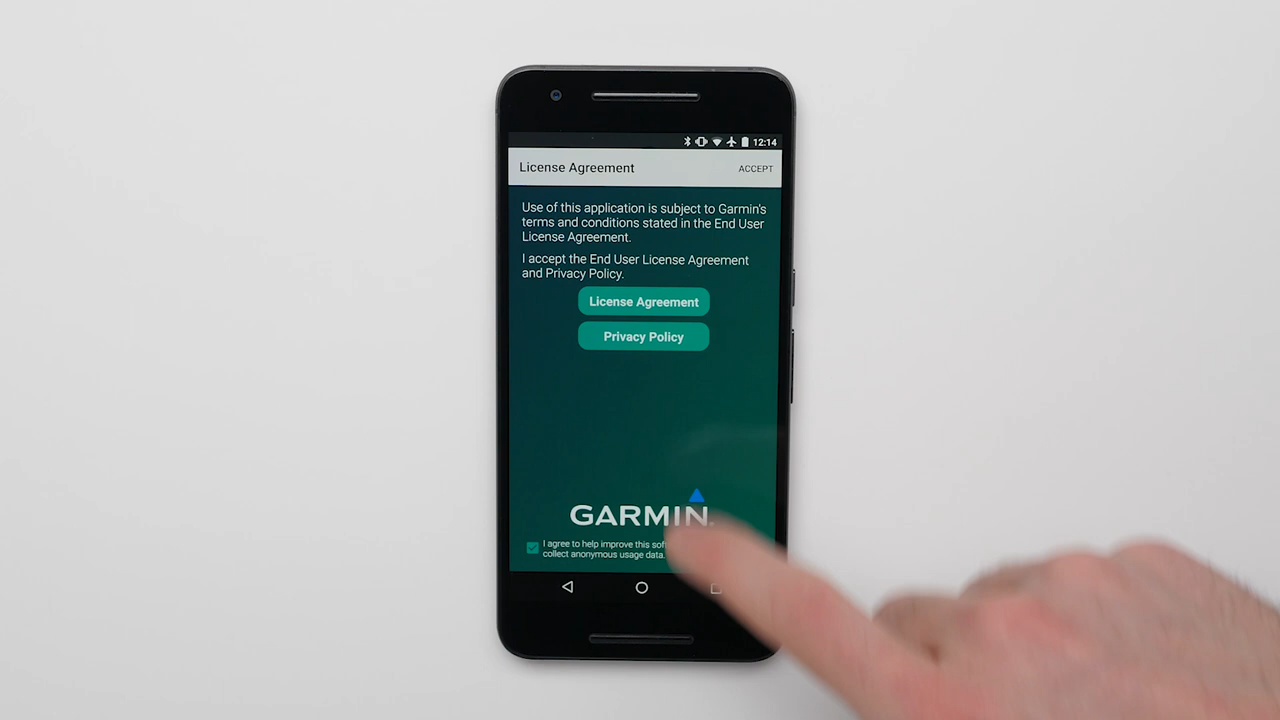 12:14
License Agreement
ACCEPT
Use of this application is subject to Garmin's
terms and conditions stated in the End User
License Agreement.
I accept the End User License Agreement
and Privacy Policy.
License Agreement
Privacy Policy
GARMIN
I agree to help improve this
collect anonymous usage data.